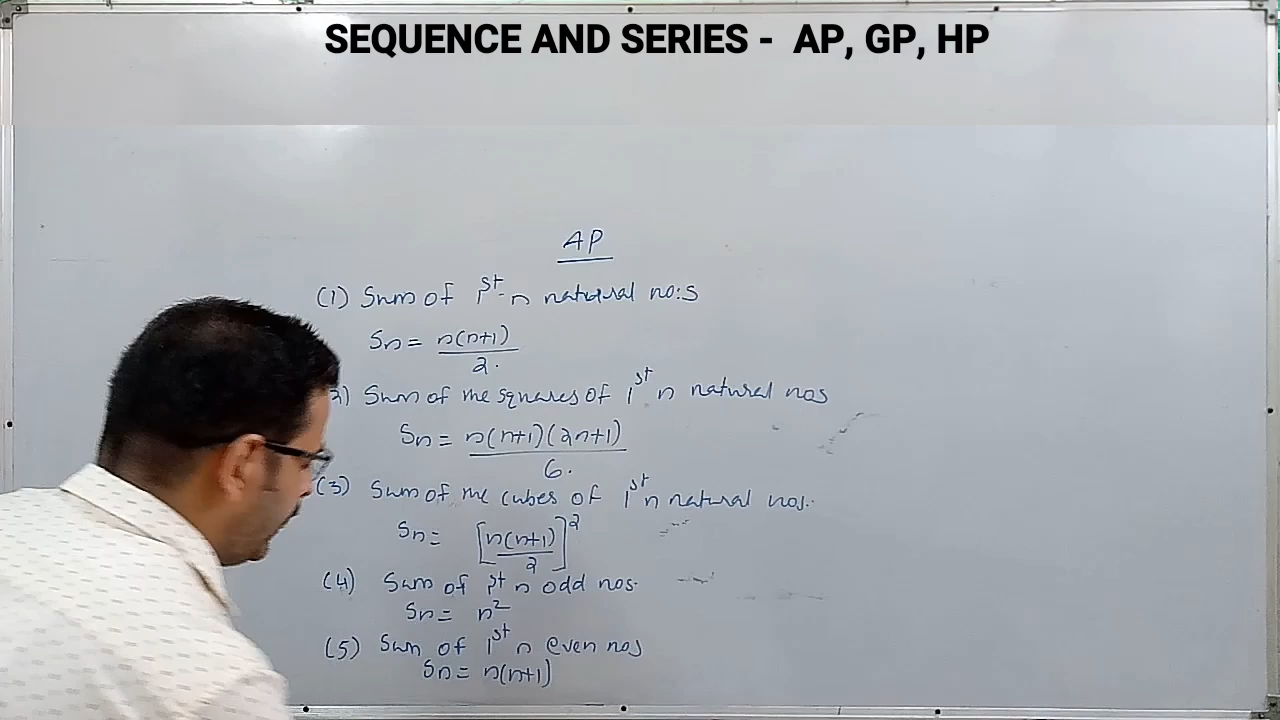 SEQUENCE AND SERIES - AP, GP, HP
AP
(1) Sum of 1st n natural no:s
Sn = n(n+1)/2.
2) Sum of the squares of 1st n natural nos
Sn = n(n+1)(2n+1)/6.
(3) Sum of the cubes of 1st n natural nos.
Sn = [n(n+1)/2]²
(4) Sum of 1st n odd nos.
Sn = n²
(5) Sum of 1st n even nos
Sn = n(n+1)